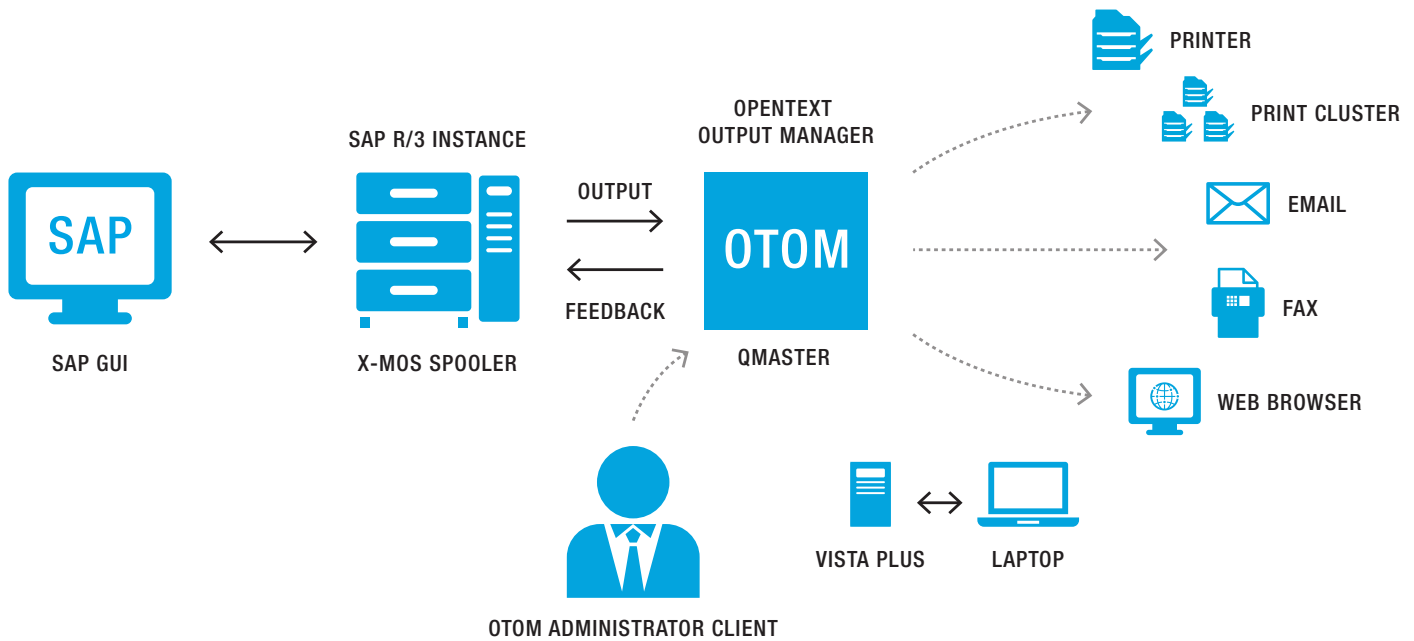 PRINTER
PRINT CLUSTER
OPENTEXT
OUTPUT MANAGER
SAP R/3 INSTANCE
OUTPUT
SAP
OTOM
EMAIL
FEEDBACK
FAX
SAP GUI
X-MOS SPOOLER
QMASTER
WEB BROWSER
VISTA PLUS
LAPTOP
OTOM ADMINISTRATOR CLIENT